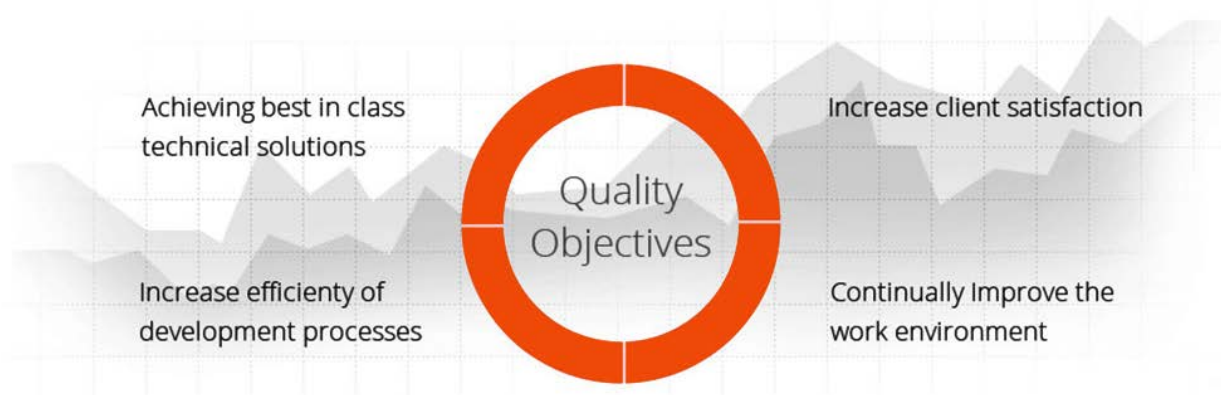 Achieving best in class
technical solutions
Increase client satisfaction
Quality
Objectives
Increase efficienty of
development processes
Continually Improve the
work environment